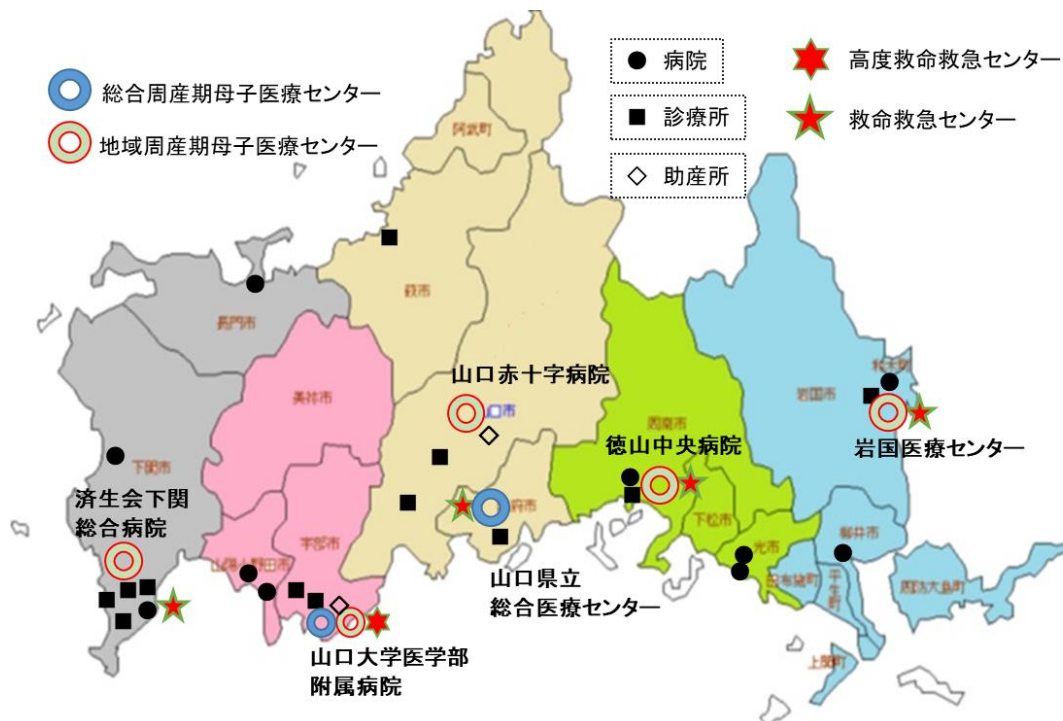 総合周産期母子医療センター
地域周産期母子医療センター
病院
診療所
助産所
高度救命救急センター
救命救急センター
阿武町
萩市
長門市
美祢市
山口赤十字病院
口市
周南市
岩国市
和木町
徳山中央病院
岩国医療センター
下関市
済生会下関
総合病院
府市
下松市
柳井市
宇部市
山陽小野田市
光市
田布施町
平生町
周防大島町
山口県立
総合医療センター
上関町
山口大学医学部
附属病院